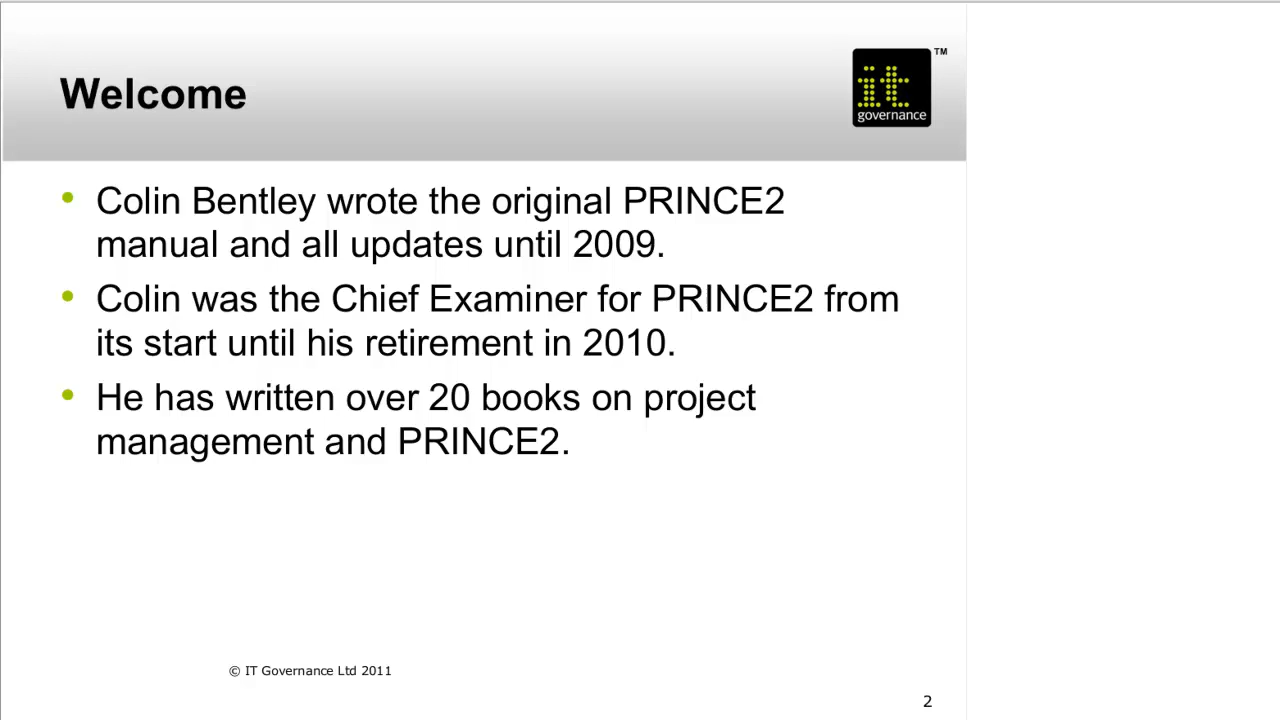 Welcome
it
governance
TM
• Colin Bentley wrote the original PRINCE2
manual and all updates until 2009.
• Colin was the Chief Examiner for PRINCE2 from
its start until his retirement in 2010.
• He has written over 20 books on project
management and PRINCE2.
© IT Governance Ltd 2011
2